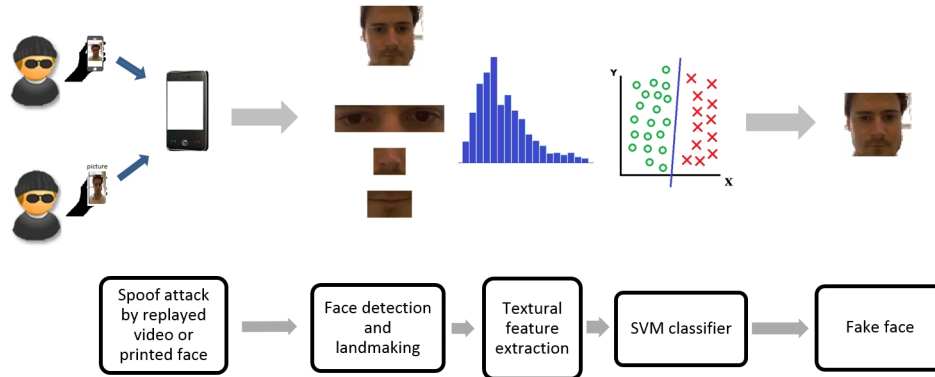 picture
Y
X
Spoof attack
by replayed
video or
printed face
Face detection
and
landmaking
Textural
feature
extraction
SVM classifier
Fake face